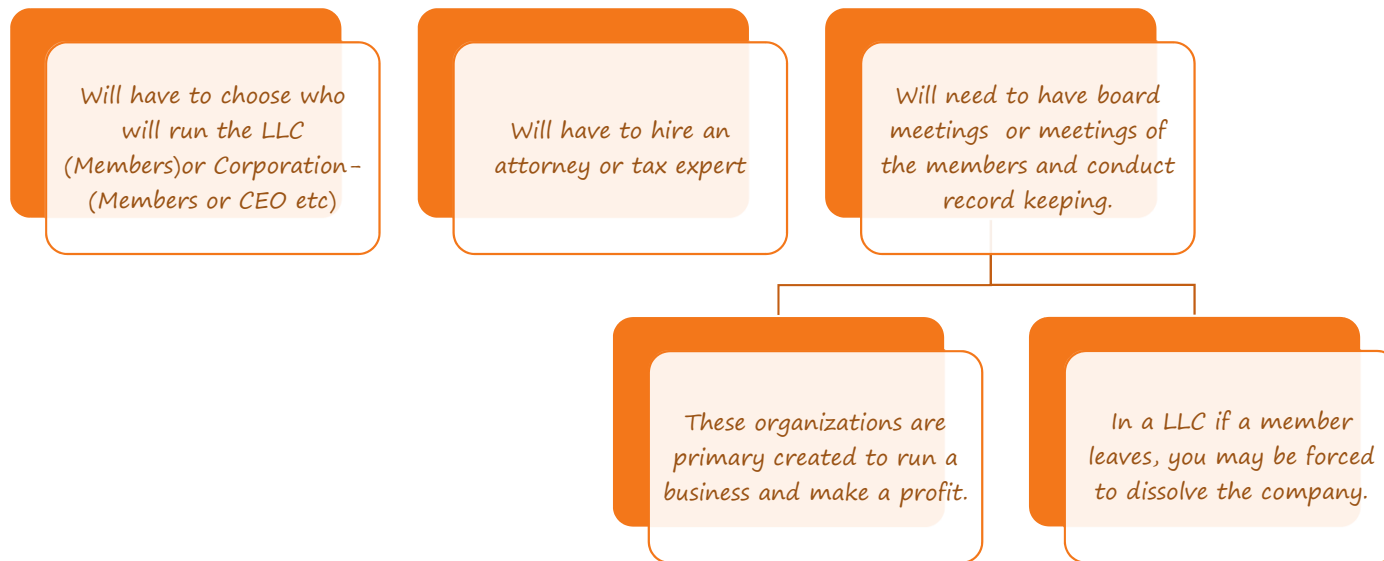 Will have to choose who
will run the LLC
(Members)or Corporation-
(Members or CEO etc)
Will have to hire an
attorney or tax expert
Will need to have board
meetings  or meetings of
the members and conduct
record keeping.
These organizations are
primary created to run a
business and make a profit.
In a LLC if a member
leaves, you may be forced
to dissolve the company.